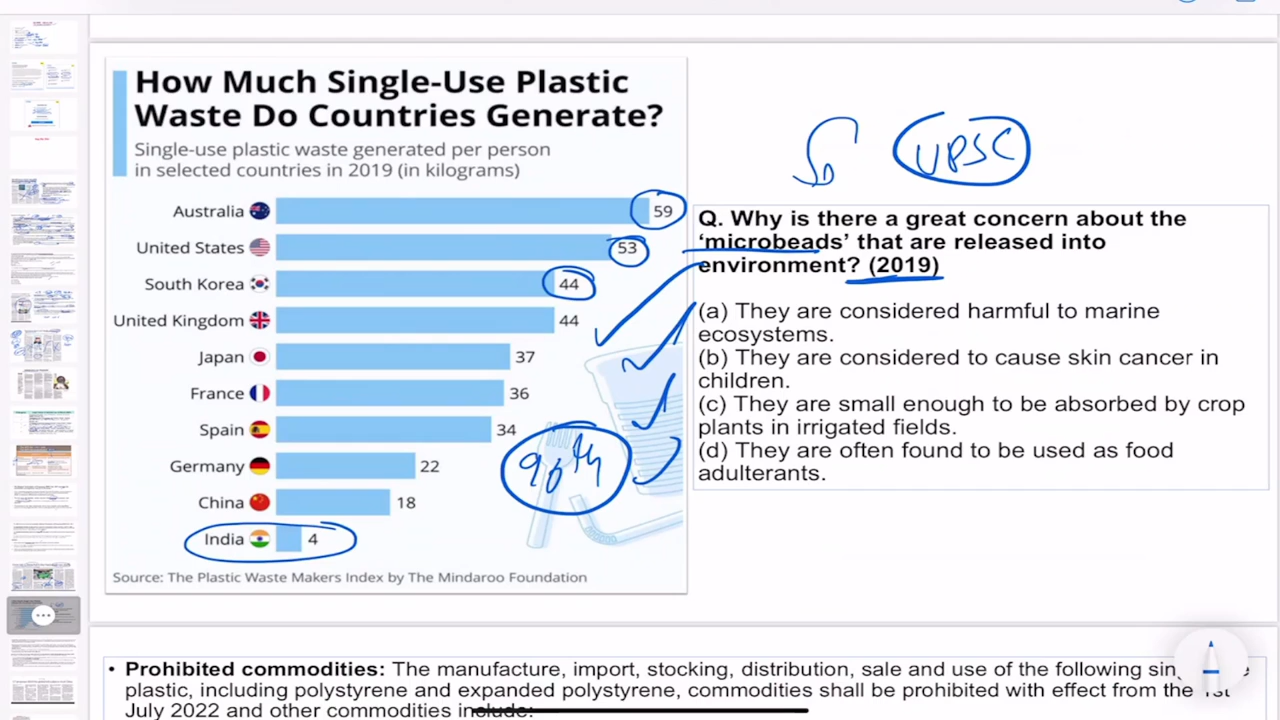 How Much Single-Use Plastic
Waste Do Countries Generate?
Single-use plastic waste generated per person
in selected countries in 2019 (in kilograms)
Australia 59
United States 53
South Korea 44
United Kingdom 44
Japan 37
France 36
Spain 34
Germany 22
China 18
India 4
90th
Source: The Plastic Waste Makers Index by The Mindaroo Foundation
UPSC
Q. Why is there a great concern about the
‘microbeads’ that are released into
environment? (2019)
(a) They are considered harmful to marine
ecosystems.
(b) They are considered to cause skin cancer in
children.
(c) They are small enough to be absorbed by crop
plants in irrigated fields.
(d) They are often found to be used as food
adulterants.
• Prohibited commodities: The manufacture, import, stocking, distribution, sale and use of the following
plastic, including polystyrene and expanded polystyrene, commodities shall be prohibited with effect from the 1st
July 2022 and other commodities include: